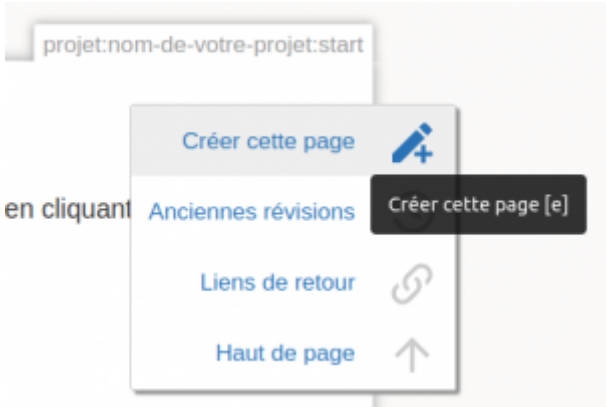 projet:nom-de-votre-projet:start
Créer cette page
Créer cette page [e]
en cliquant
Anciennes révisions
Liens de retour
Haut de page